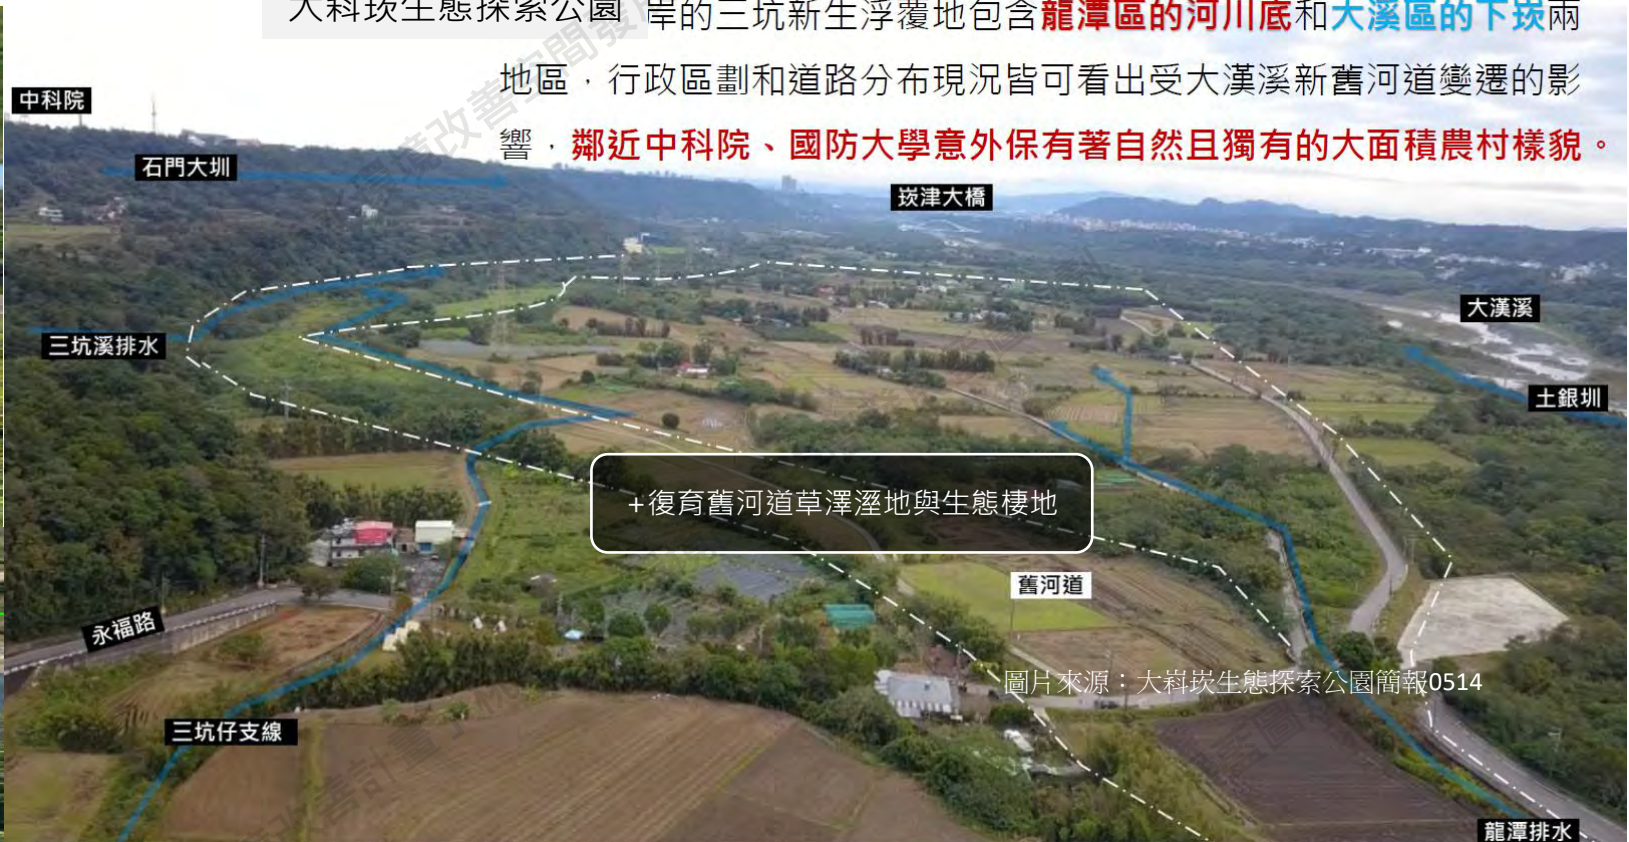 大科崁生態探索公園
岸的三坑新生浮覆地包含龍潭區的河川底和大溪區的下崁兩
地區，行政區劃和道路分布現況皆可看出受大漢溪新舊河道變遷的影
響，鄰近中科院、國防大學意外保有著自然且獨有的大面積農村樣貌。
中科院
石門大圳
崁津大橋
大漢溪
三坑溪排水
土銀圳
+復育舊河道草澤溼地與生態棲地
舊河道
永福路
圖片來源：大嵙崁生態探索公園簡報0514
三坑仔支線
龍潭排水